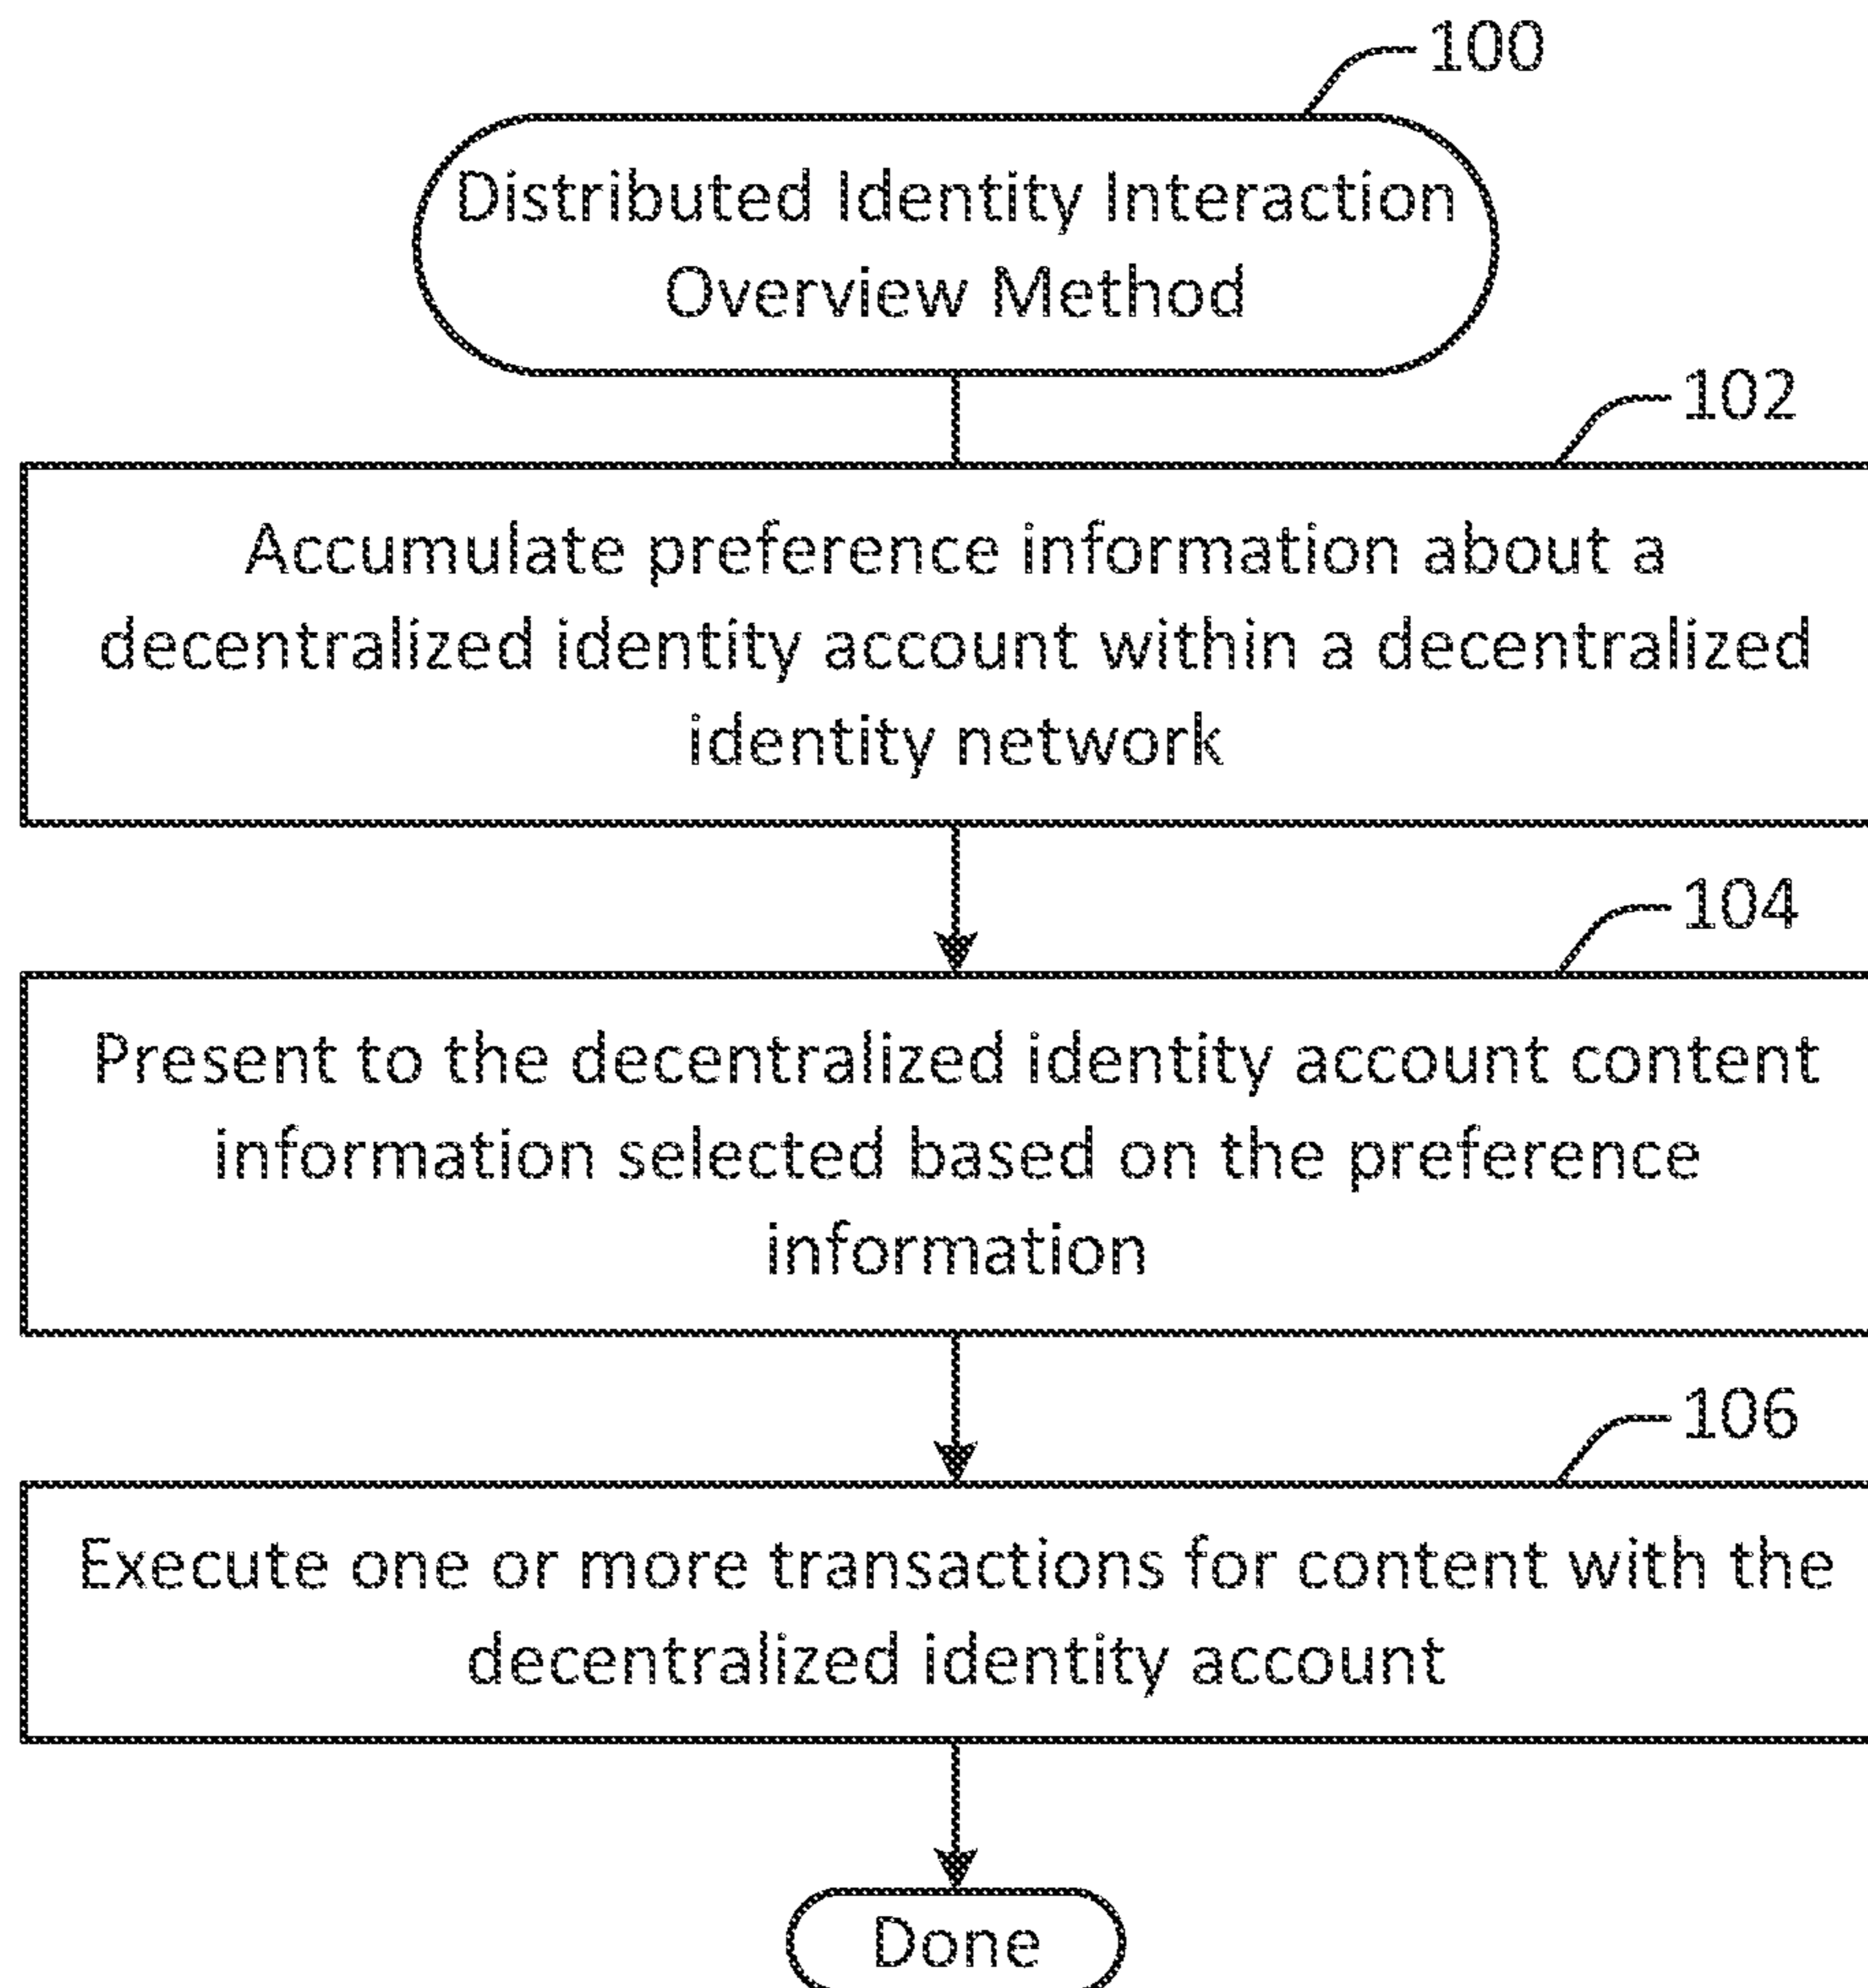 100
Distributed Identity Interaction
Overview Method
102
Accumulate preference information about a
decentralized identity account within a decentralized
identity network
104
Present to the decentralized identity account content
information selected based on the preference
information
106
Execute one or more transactions for content with the
decentralized identity account
Done